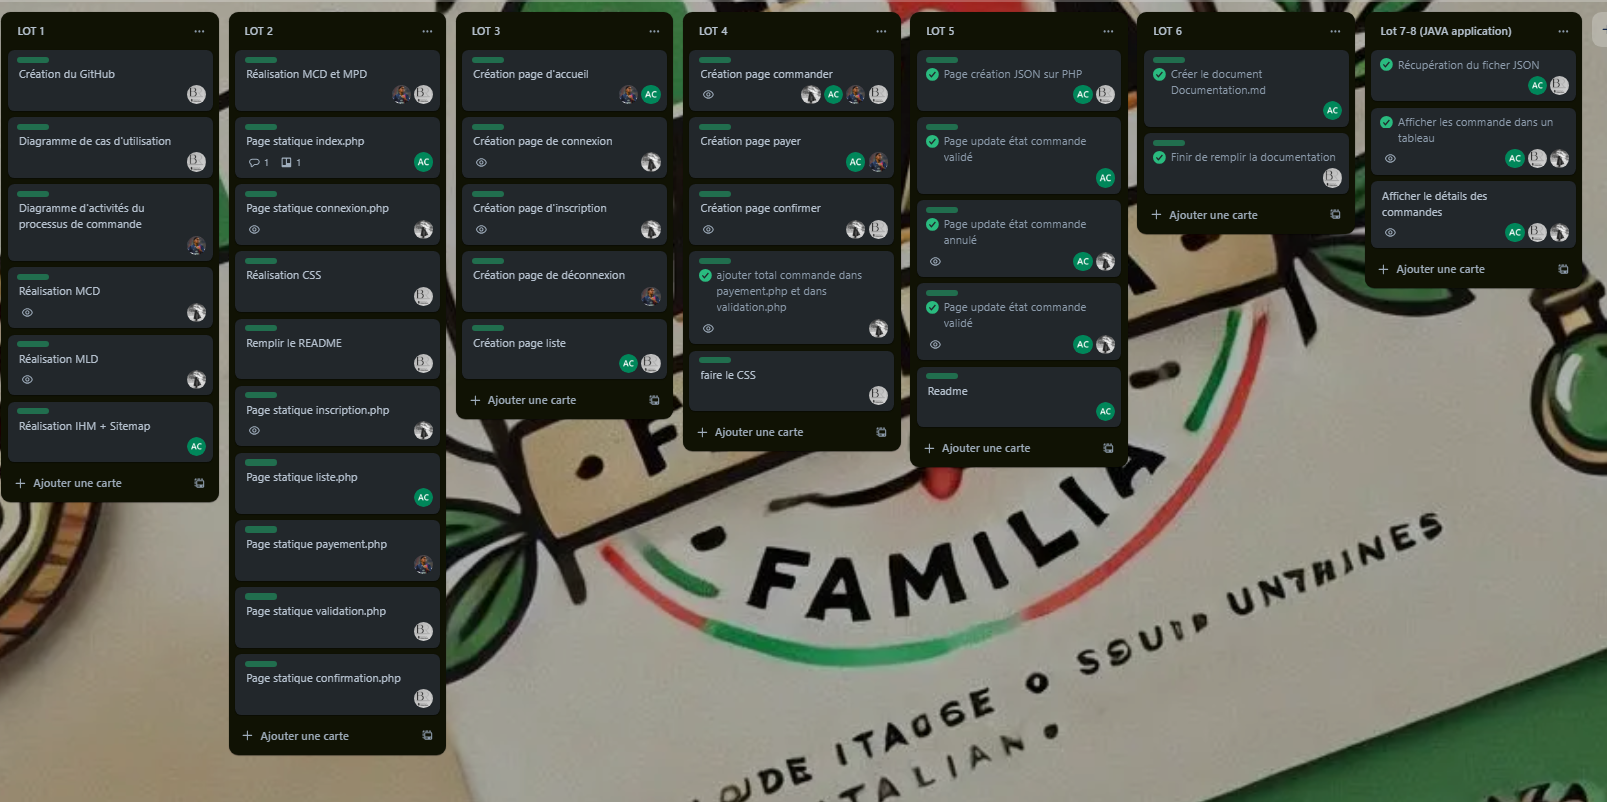 LOT 1
Création du GitHub
Diagramme de cas d'utilisation
Diagramme d'activités du
processus de commande
Réalisation MCD
Réalisation MLD
Réalisation IHM + Sitemap
AC
Ajouter une carte
LOT 2
Réalisation MCD et MPD
Page statique index.php
1 1
AC
Page statique connexion.php
Réalisation CSS
Remplir le README
Page statique inscription.php
Page statique liste.php
AC
Page statique payement.php
Page statique validation.php
Page statique confirmation.php
Ajouter une carte
LOT 3
Création page d'accueil
AC
Création page de connexion
Création page d'inscription
Création page de déconnexion
Création page liste
AC
Ajouter une carte
LOT 4
Création page commander
AC
Création page payer
AC
Création page confirmer
ajouter total commande dans
payement.php et dans
validation.php
faire le CSS
Ajouter une carte
LOT 5
Page création JSON sur PHP
AC
Page update état commande
validé
AC
Page update état commande
annulé
AC
Page update état commande
validé
AC
Readme
AC
Ajouter une carte
LOT 6
Créer le document
Documentation.md
AC
Finir de remplir la documentation
Ajouter une carte
Lot 7-8 (JAVA application)
Récupération du ficher JSON
AC
Afficher les commande dans un
tableau
AC
Afficher le détails des
commandes
AC
Ajouter une carte
FAMILIA